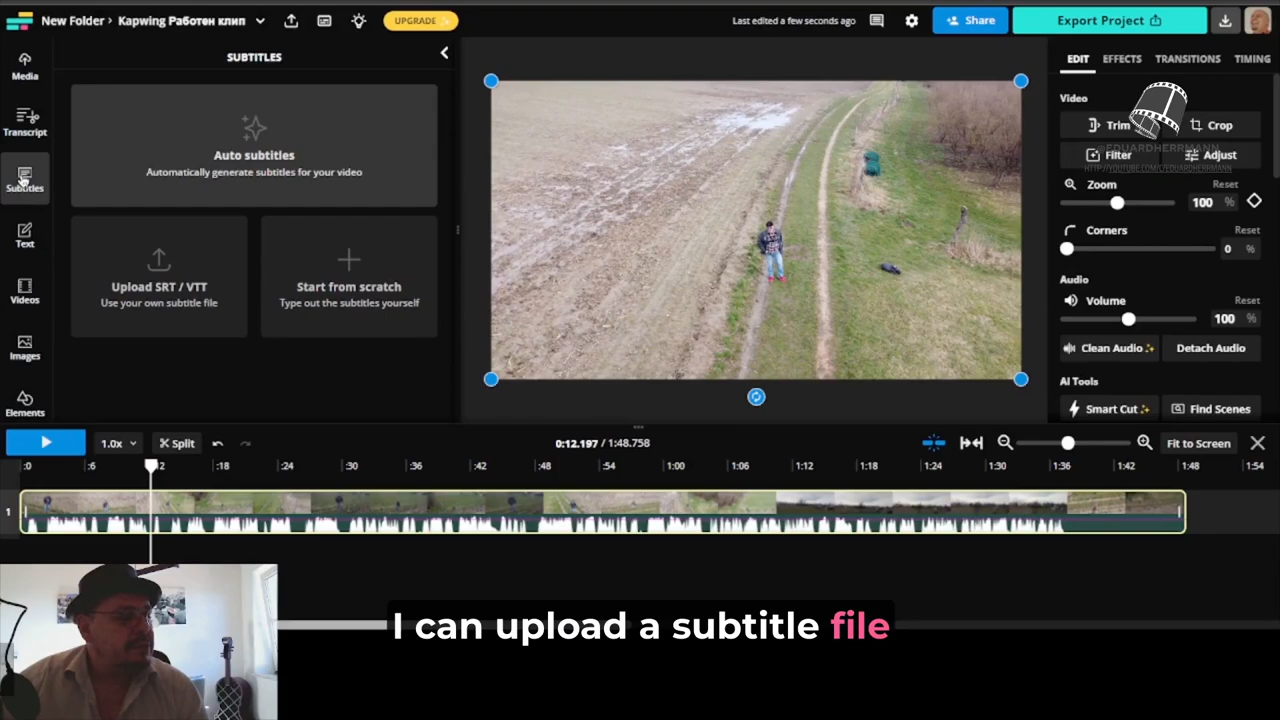 New Folder › Kapwing Работен клип
UPGRADE
Last edited a few seconds ago
Share
Export Project
Media
Transcript
Subtitles
Text
Videos
Images
Elements
SUBTITLES
Auto subtitles
Automatically generate subtitles for your video
Upload SRT / VTT
Use your own subtitle file
Start from scratch
Type out the subtitles yourself
EDIT EFFECTS TRANSITIONS TIMING
Video
Trim Crop
@EDUARDHERRMANN
Filter Adjust
HTTP://YOUTUBE.COM/C/EDUARDHERRMANN
Zoom Reset
100 %
Corners Reset
0 %
Audio
Volume Reset
100 %
Clean Audio Detach Audio
AI Tools
Smart Cut Find Scenes
1.0x Split 0:12.197 / 1:48.758 Fit to Screen
:0 :6 :12 :18 :24 :30 :36 :42 :48 :54 1:00 1:06 1:12 1:18 1:24 1:30 1:36 1:42 1:48 1:54
1
I can upload a subtitle file